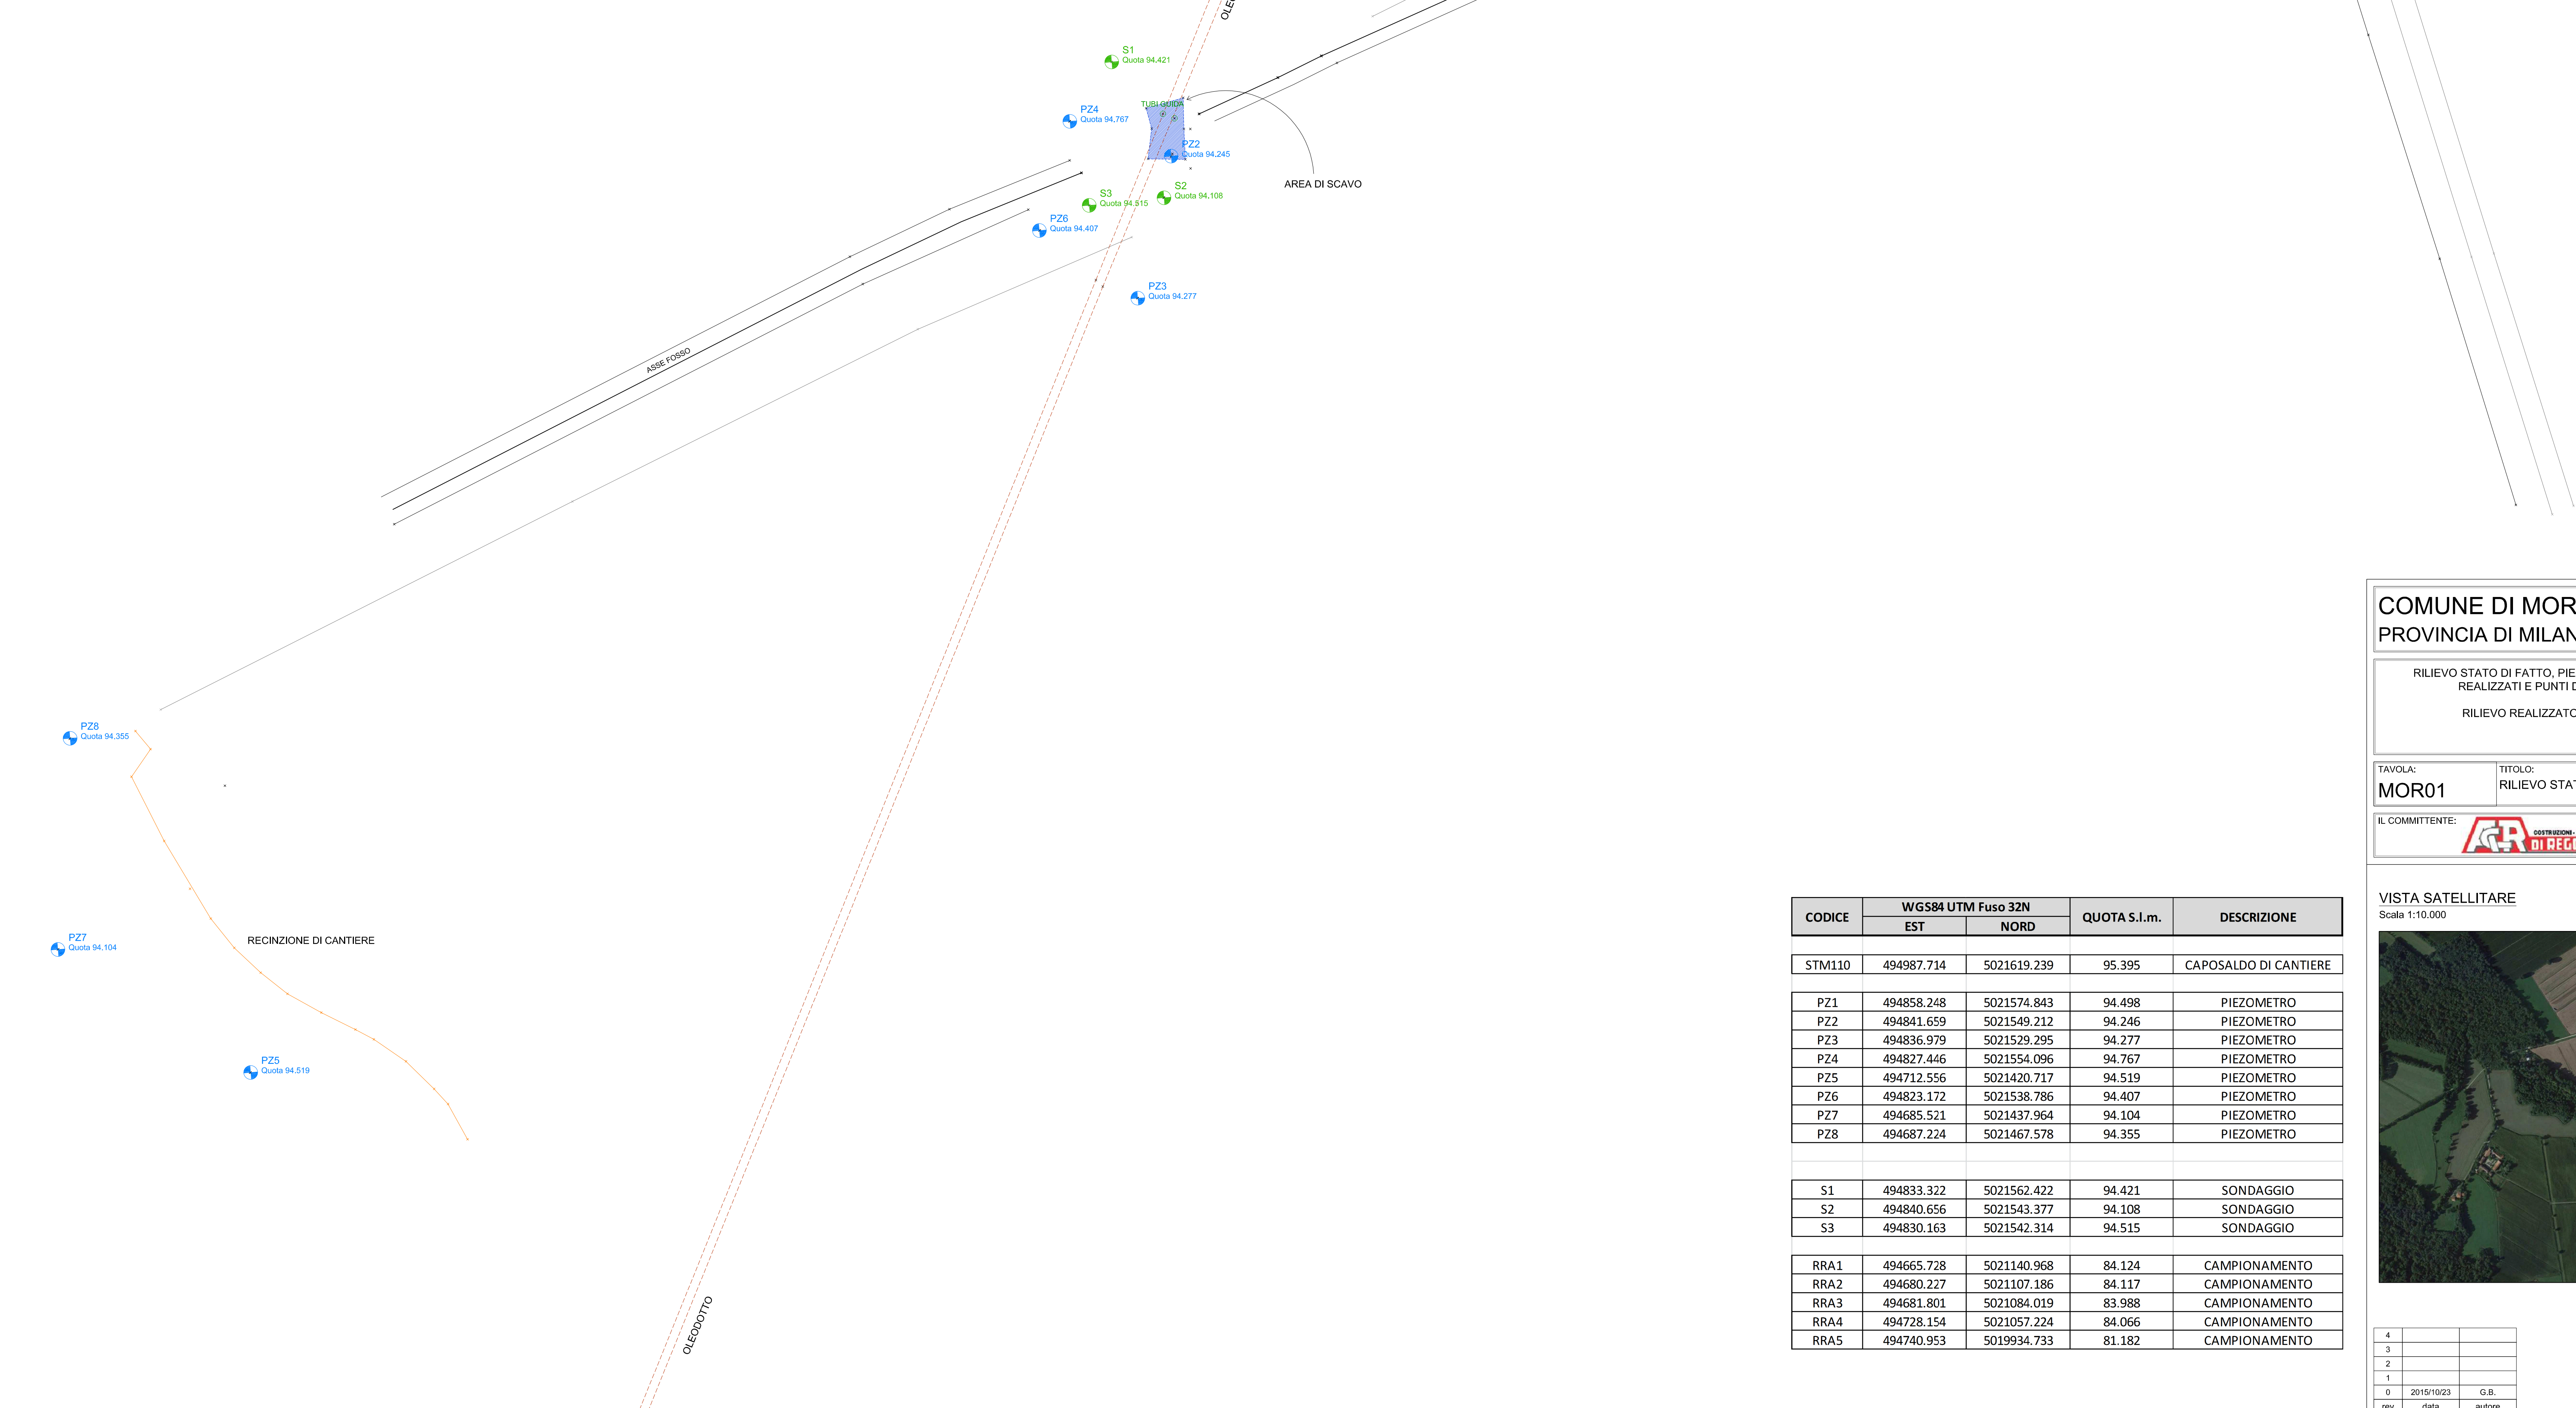 S1
Quota 94.421
PZ4
Quota 94.767
TUBI GUIDA
PZ2
Quota 94.245
AREA DI SCAVO
S2
Quota 94.108
S3
Quota 94.515
PZ6
Quota 94.407
PZ3
Quota 94.277
ASSE FOSSO
PZ8
Quota 94.355
PZ7
Quota 94.104
RECINZIONE DI CANTIERE
PZ5
Quota 94.519
OLEODOTTO
CODICE WGS84 UTM Fuso 32N QUOTA S.l.m. DESCRIZIONE
EST NORD
STM110 494987.714 5021619.239 95.395 CAPOSALDO DI CANTIERE
PZ1 494858.248 5021574.843 94.498 PIEZOMETRO
PZ2 494841.659 5021549.212 94.246 PIEZOMETRO
PZ3 494836.979 5021529.295 94.277 PIEZOMETRO
PZ4 494827.446 5021554.096 94.767 PIEZOMETRO
PZ5 494712.556 5021420.717 94.519 PIEZOMETRO
PZ6 494823.172 5021538.786 94.407 PIEZOMETRO
PZ7 494685.521 5021437.964 94.104 PIEZOMETRO
PZ8 494687.224 5021467.578 94.355 PIEZOMETRO
S1 494833.322 5021562.422 94.421 SONDAGGIO
S2 494840.656 5021543.377 94.108 SONDAGGIO
S3 494830.163 5021542.314 94.515 SONDAGGIO
RRA1 494665.728 5021140.968 84.124 CAMPIONAMENTO
RRA2 494680.227 5021107.186 84.117 CAMPIONAMENTO
RRA3 494681.801 5021084.019 83.988 CAMPIONAMENTO
RRA4 494728.154 5021057.224 84.066 CAMPIONAMENTO
RRA5 494740.953 5019934.733 81.182 CAMPIONAMENTO
COMUNE DI MOR
PROVINCIA DI MILAN
RILIEVO STATO DI FATTO, PIE
REALIZZATI E PUNTI D
RILIEVO REALIZZATO
TAVOLA:
MOR01
TITOLO:
RILIEVO STAT
IL COMMITTENTE:
AGR
COSTRUZIONI-
DI REGG
VISTA SATELLITARE
Scala 1:10.000
4
3
2
1
0 2015/10/23 G.B.
rev. data autore